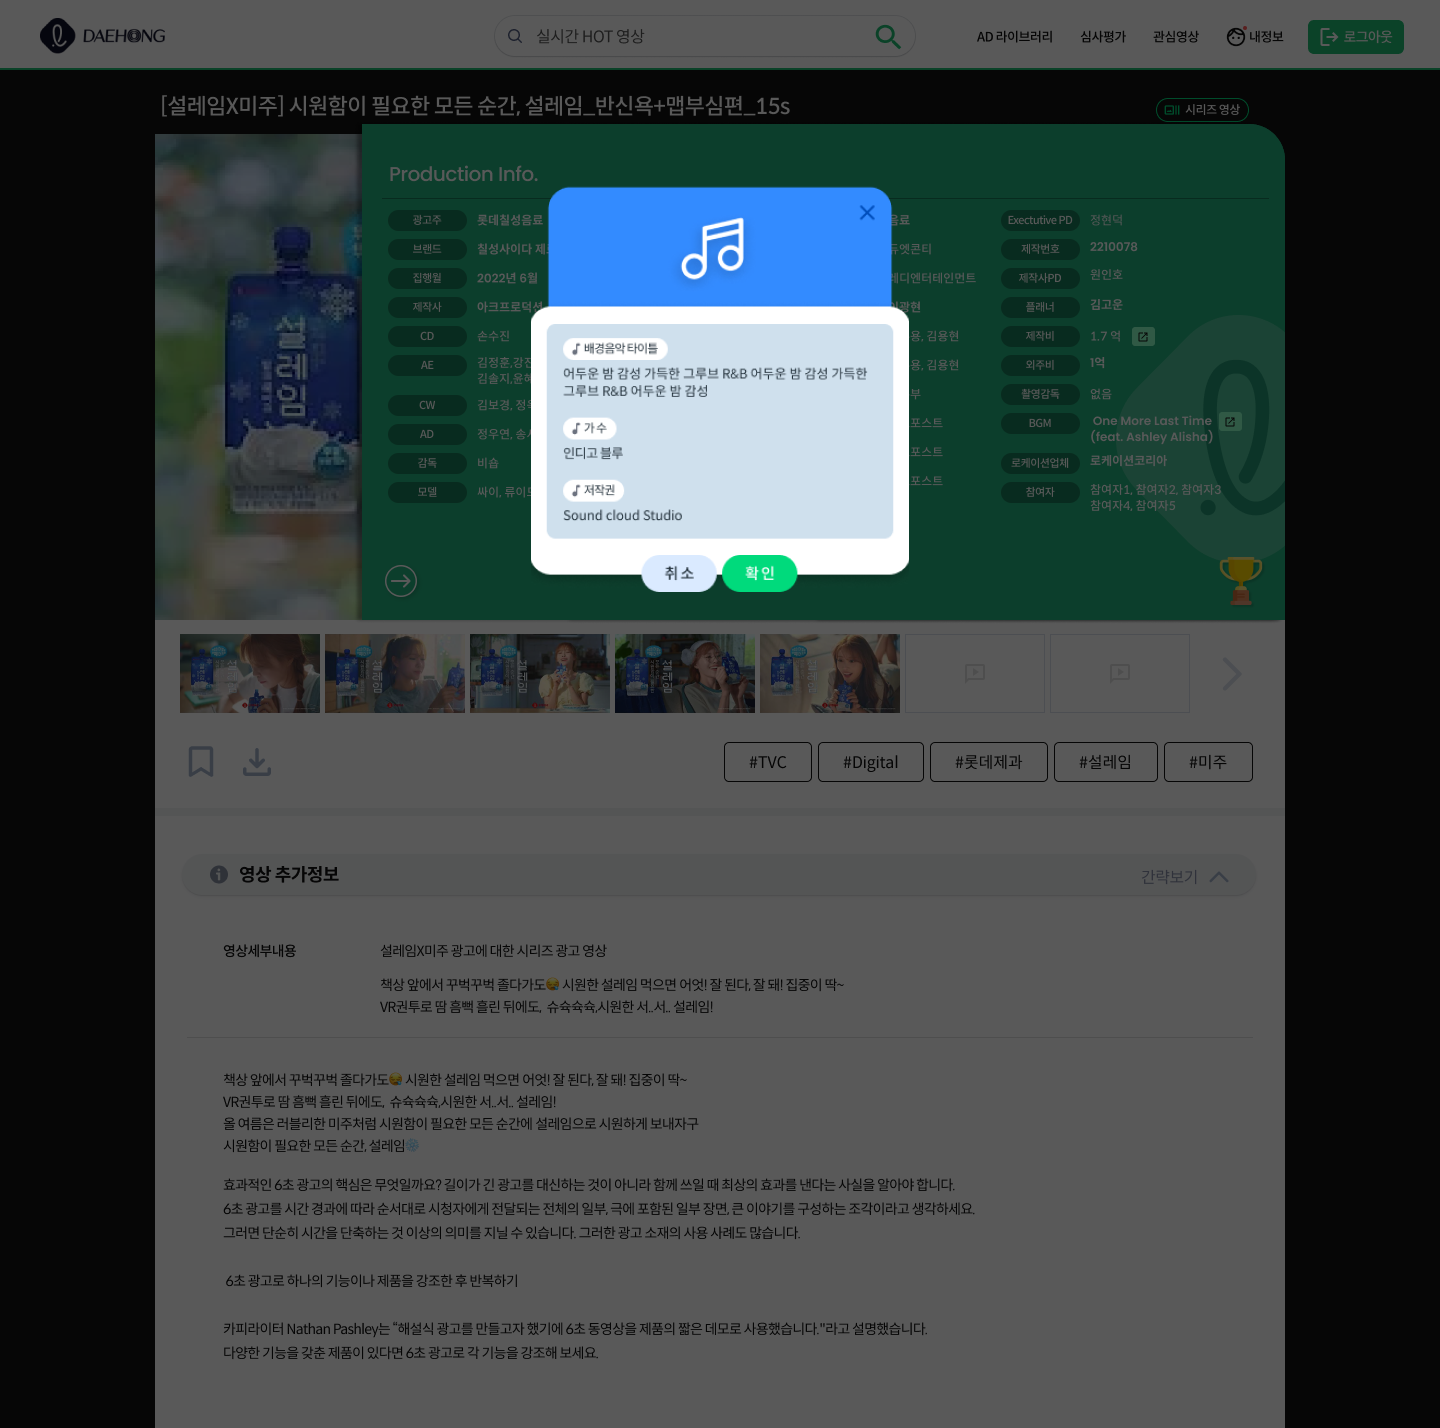 DAEHONG
실시간 HOT 영상
AD 라이브러리
심사평가
관심영상
내정보
로그아웃
[설레임X미주] 시원함이 필요한 모든 순간, 설레임_반신욕+맵부심편_15s
시리즈 영상
Production Info.
광고주 롯데칠성음료
브랜드 칠성사이다
집행월 2022년 6월
제작사 아크프로덕션
CD 손수진
AE 김정훈,
김솔지,
CW 김보경,
AD 정우연,
감독 비숍
모델 싸이,
용, 김용현
용, 김용현
포스트
포스트
포스트
Exectutive PD 정현덕
제작번호 2210078
제작사PD 원인호
플래너 김고운
제작비 1.7 억
외주비 1억
촬영감독 없음
BGM One More Last Time
(feat. Ashley Alisha)
로케이션업체 로케이션코리아
참여자 참여자1, 참여자2, 참여자3
참여자4, 참여자5
설레임
배경음악 타이틀
어두운 밤 감성 가득한 그루브 R&B 어두운 밤 감성 가득한
그루브 R&B 어두운 밤 감성
가 수
인디고 블루
저작권
Sound cloud Studio
취소
확인
설레임
설레임
설레임
설레임
설레임
#TVC
#Digital
#롯데제과
#설레임
#미주
영상 추가정보
간략보기
영상세부내용
설레임X미주 광고에 대한 시리즈 광고 영상
책상 앞에서 꾸벅꾸벅 졸다가도😪 시원한 설레임 먹으면 어엇! 잘 된다, 잘 돼! 집중이 딱~
VR권투로 땀 흠뻑 흘린 뒤에도, 슈슉슉슉,시원한 서..서.. 설레임!
책상 앞에서 꾸벅꾸벅 졸다가도😪 시원한 설레임 먹으면 어엇! 잘 된다, 잘 돼! 집중이 딱~
VR권투로 땀 흠뻑 흘린 뒤에도, 슈슉슉슉,시원한 서..서.. 설레임!
올 여름은 러블리한 미주처럼 시원함이 필요한 모든 순간에 설레임으로 시원하게 보내자구
시원함이 필요한 모든 순간, 설레임
효과적인 6초 광고의 핵심은 무엇일까요? 길이가 긴 광고를 대신하는 것이 아니라 함께 쓰일 때 최상의 효과를 낸다는 사실을 알아야 합니다.
6초 광고를 시간 경과에 따라 순서대로 시청자에게 전달되는 전체의 일부, 극에 포함된 일부 장면, 큰 이야기를 구성하는 조각이라고 생각하세요.
그러면 단순히 시간을 단축하는 것 이상의 의미를 지닐 수 있습니다. 그러한 광고 소재의 사용 사례도 많습니다.
6초 광고로 하나의 기능이나 제품을 강조한 후 반복하기
카피라이터 Nathan Pashley는 “해설식 광고를 만들고자 했기에 6초 동영상을 제품의 짧은 데모로 사용했습니다."라고 설명했습니다.
다양한 기능을 갖춘 제품이 있다면 6초 광고로 각 기능을 강조해 보세요.